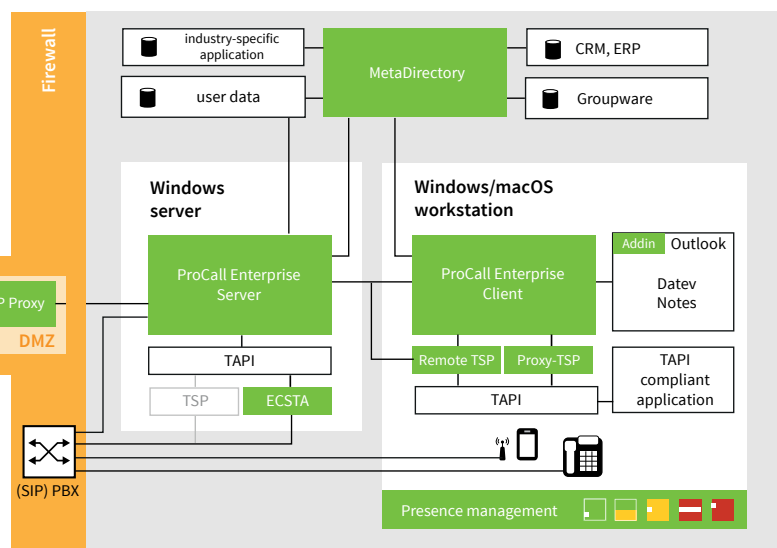 Firewall
industry-specific
application
MetaDirectory
CRM, ERP
user data
Groupware
Windows
server
Windows/macOS
workstation
ProCall Enterprise
Server
ProCall Enterprise
Client
Addin
Outlook
Datev
Notes
P Proxy
DMZ
TAPI
Remote TSP
Proxy-TSP
TAPI
compliant
application
TSP
ECSTA
TAPI
(SIP) PBX
Presence management